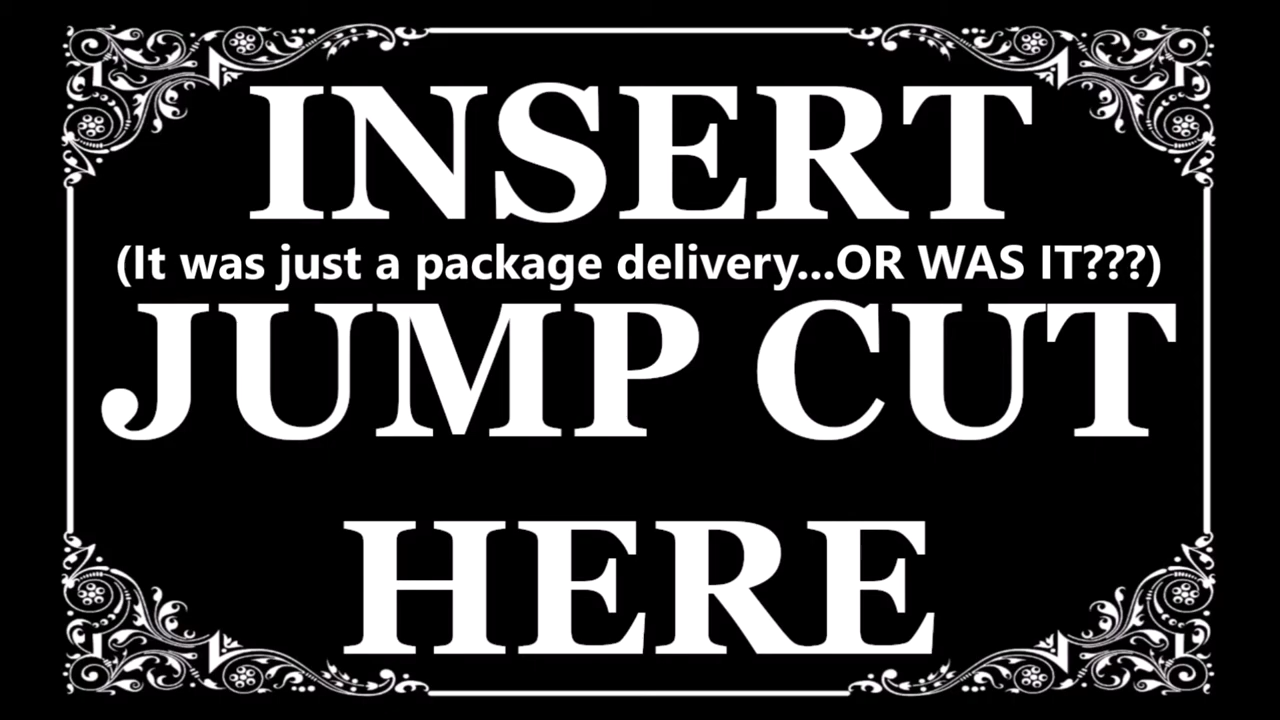 INSERT
(It was just a package delivery...OR WAS IT???)
JUMP CUT
HERE